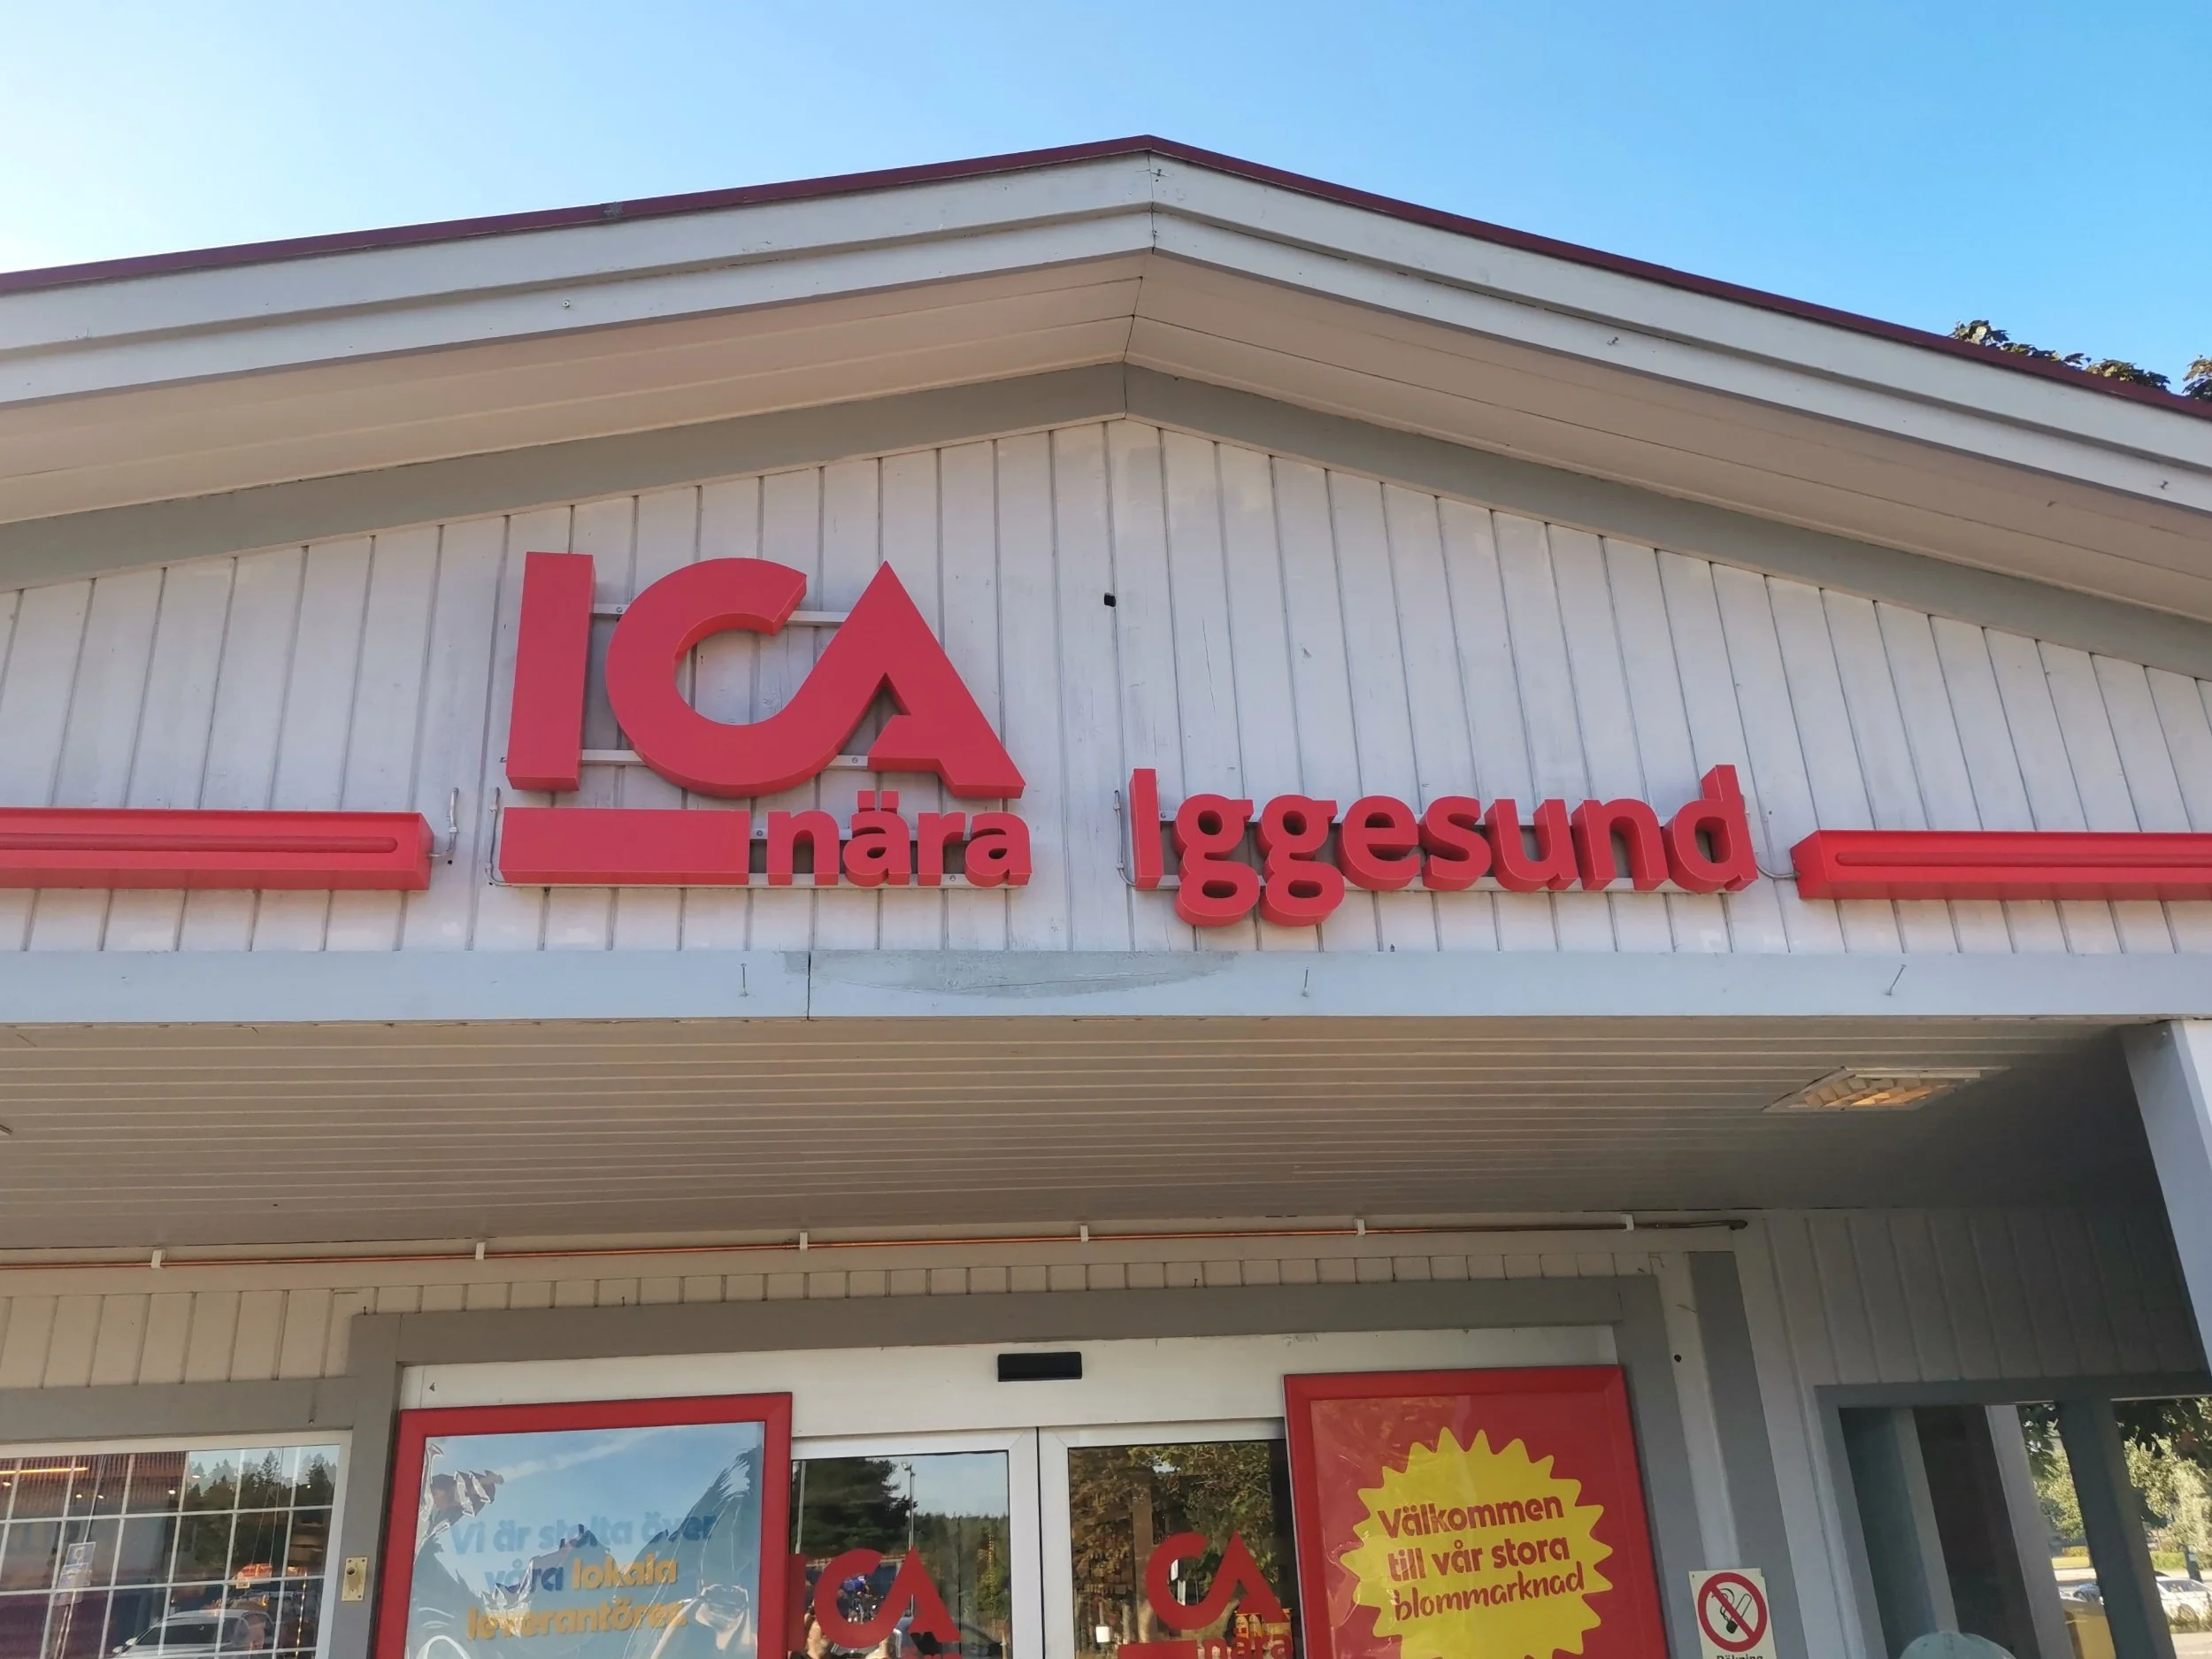 ICA
nära Iggesund
Vi är stolta över
våra lokala
leverantörer
Välkommen
till vår stora
blommarknad
ICA
ICA
nära